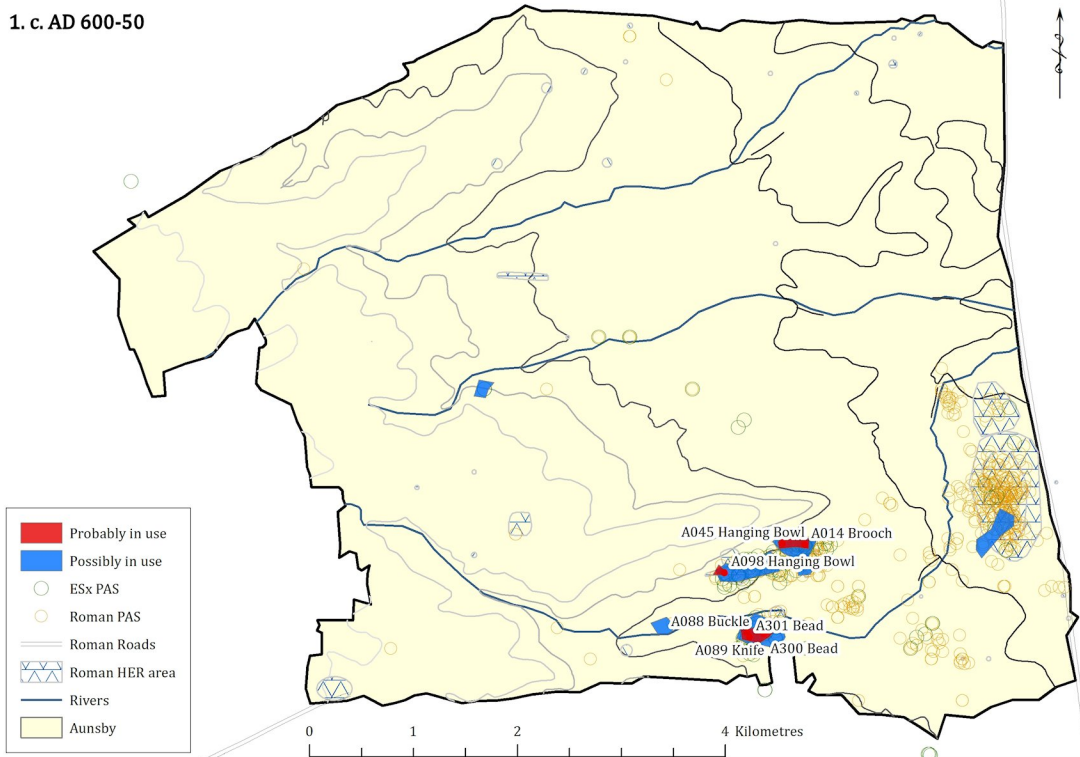 1. c. AD 600-50
A045 Hanging Bowl
A014 Brooch
A098 Hanging Bowl
A088 Buckle
A301 Bead
A089 Knife
A300 Bead
Probably in use
Possibly in use
ESx PAS
Roman PAS
Roman Roads
Roman HER area
Rivers
Aunsby
0 1 2 4 Kilometres